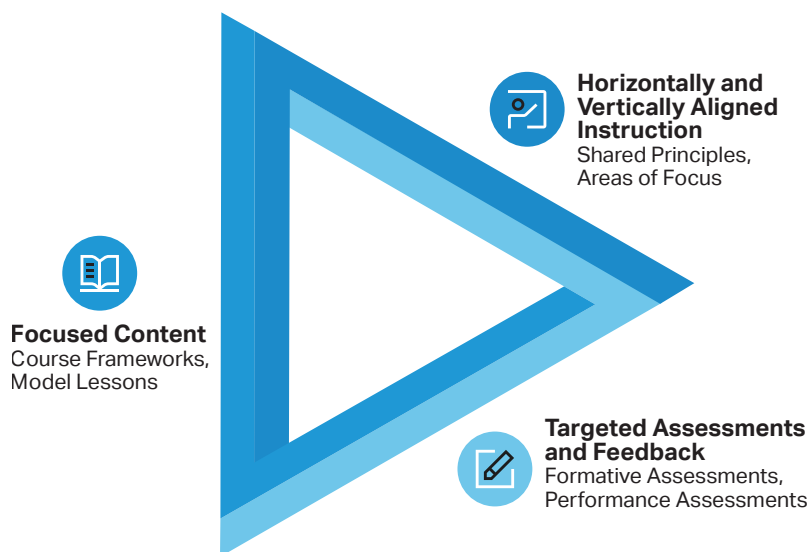 Horizontally and
Vertically Aligned
Instruction
Shared Principles,
Areas of Focus
Focused Content
Course Frameworks,
Model Lessons
Targeted Assessments
and Feedback
Formative Assessments,
Performance Assessments